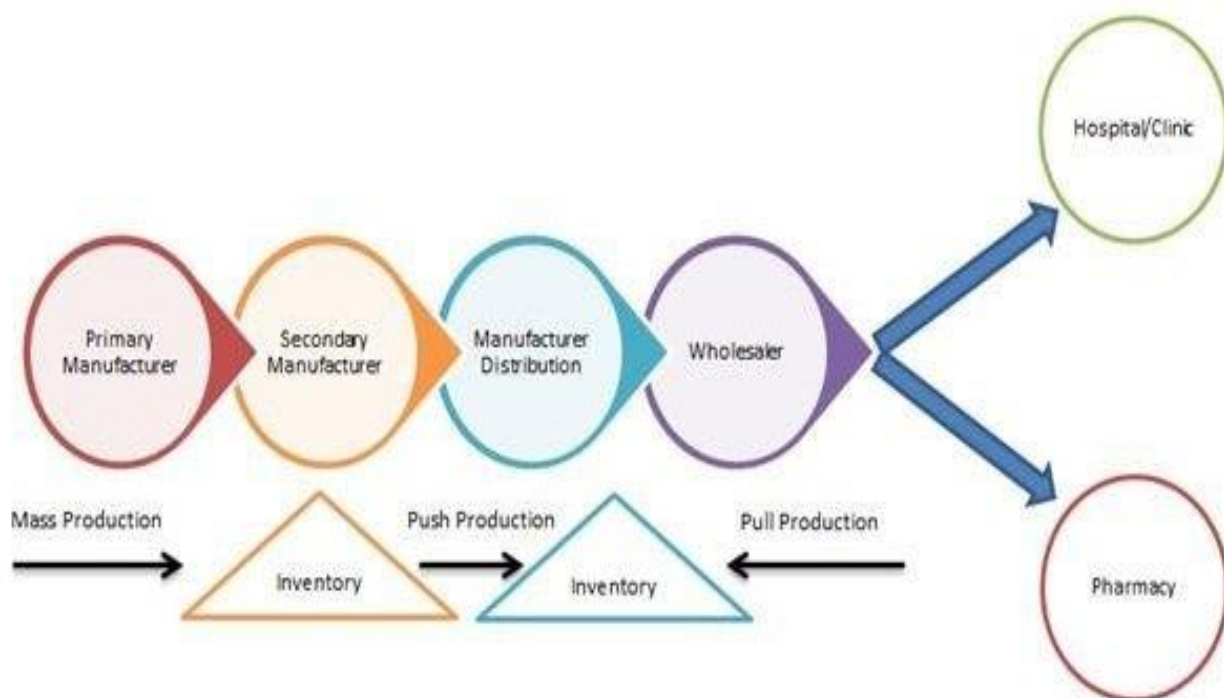 Hospital/Clinic
Primary
Manufacturer
Secondary
Manufacturer
Manufacturer
Distribution
Wholesaler
Mass Production
Push Production
Pull Production
Inventory
Inventory
Pharmacy